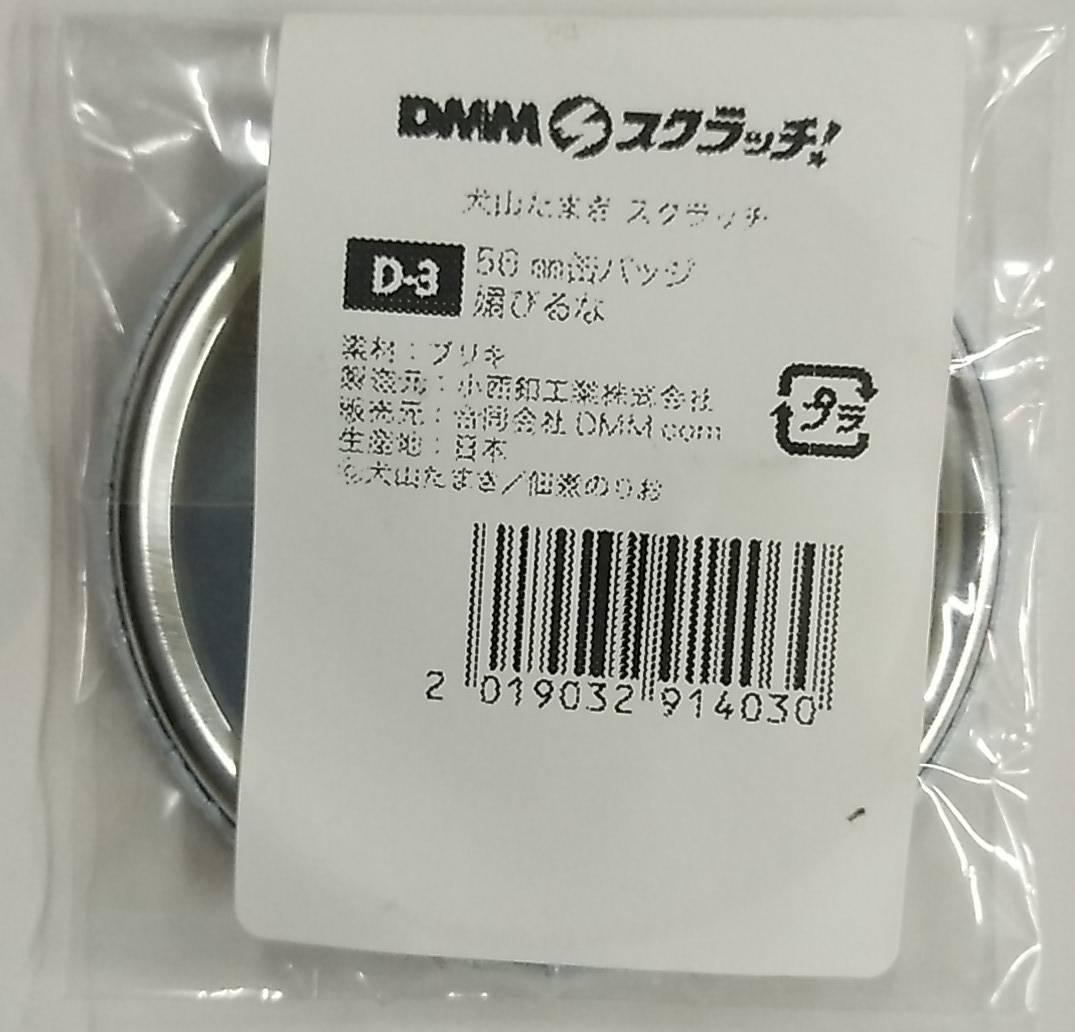 DMMスクラッチ!
犬山たまき スクラッチ
D-3
56 mm缶バッジ
媚びるな
素材：ブリキ
製造元：小西釦工業株式会社
販売元：合同会社 DMM.com
生産地：日本
©犬山たまき／佃煮のりお
プラ
2 019032 914030